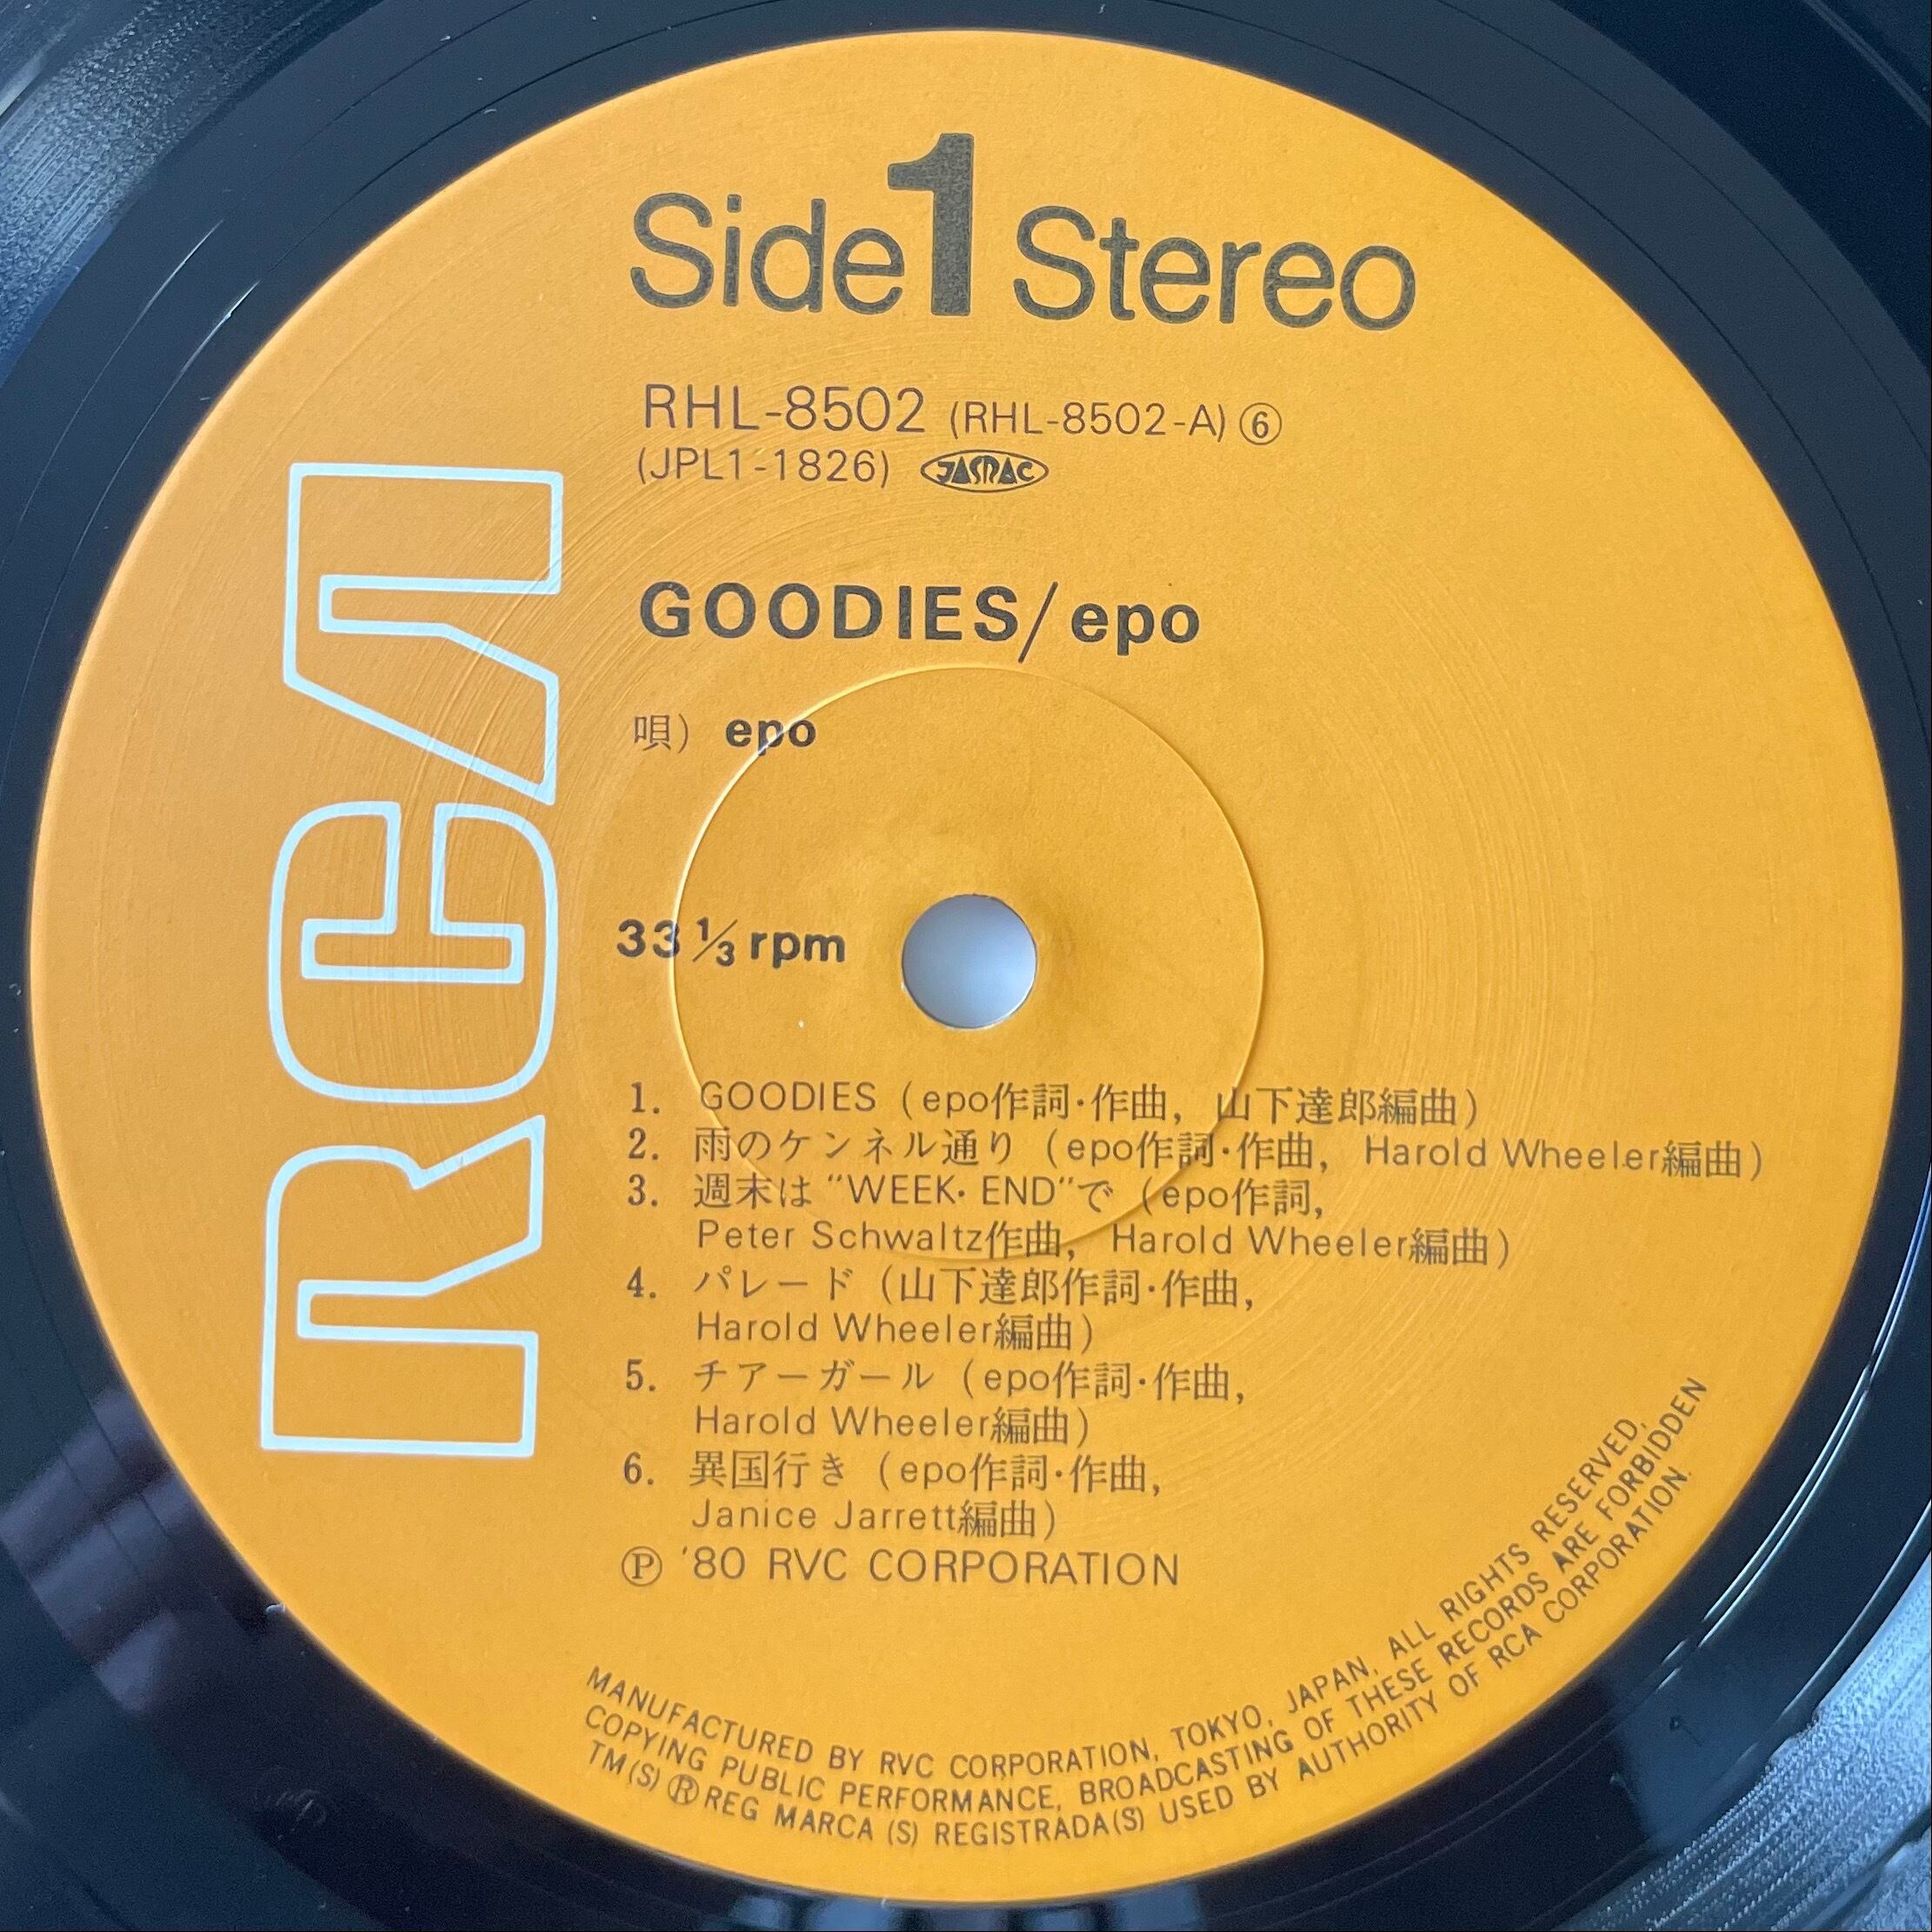 Side 1 Stereo
RHL-8502 (RHL-8502-A) ⑥
(JPL1-1826) JASRAC
GOODIES/epo
唄) epo
33 1/3 rpm
RCA
1. GOODIES (epo作詞·作曲, 山下達郎編曲)
2. 雨のケンネル通り (epo作詞·作曲, Harold Wheeler編曲)
3. 週末は “WEEK· END”で (epo作詞,
Peter Schwaltz作曲, Harold Wheeler編曲)
4. パレード (山下達郎作詞·作曲,
Harold Wheeler編曲)
5. チアーガール (epo作詞·作曲,
Harold Wheeler編曲)
6. 異国行き (epo作詞·作曲,
Janice Jarrett編曲)
Ⓟ '80 RVC CORPORATION
MANUFACTURED BY RVC CORPORATION, TOKYO, JAPAN, ALL RIGHTS RESERVED,
COPYING PUBLIC PERFORMANCE, BROADCASTING OF THESE RECORDS ARE FORBIDDEN
TM(S) ® REG MARCA (S) REGISTRADA(S) USED BY AUTHORITY OF RCA CORPORATION.